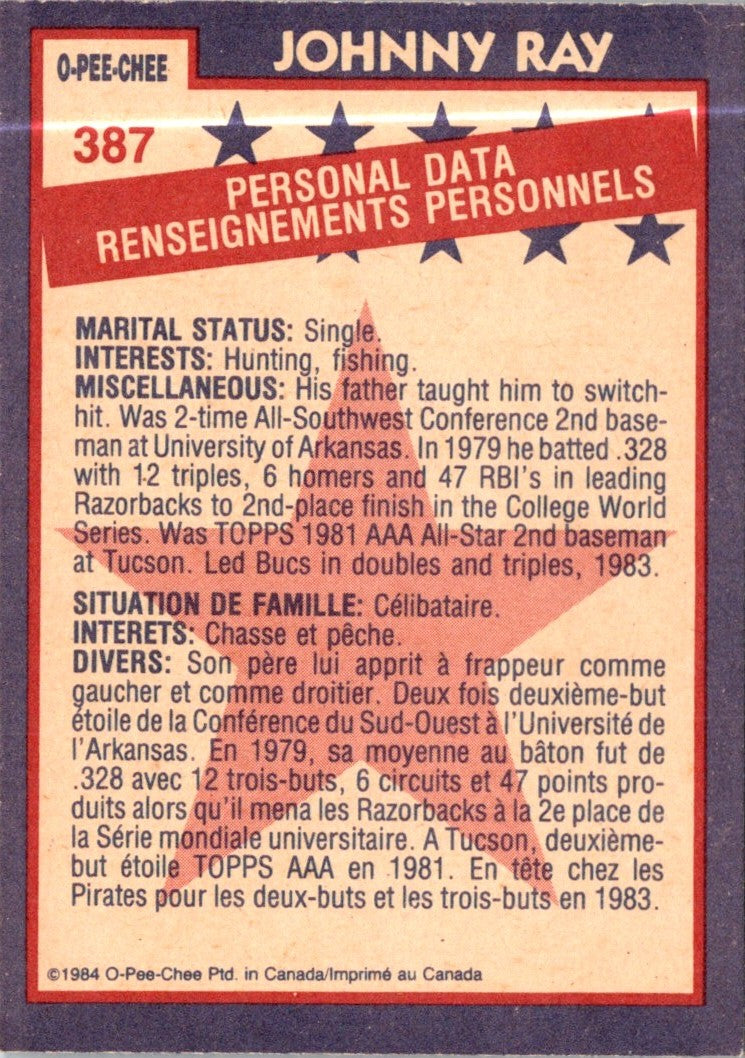 O-PEE-CHEE
JOHNNY RAY
387
PERSONAL DATA
RENSEIGNEMENTS PERSONNELS
MARITAL STATUS: Single.
INTERESTS: Hunting, fishing.
MISCELLANEOUS: His father taught him to switch-
hit. Was 2-time All-Southwest Conference 2nd base-
man at University of Arkansas. In 1979 he batted .328
with 12 triples, 6 homers and 47 RBI's in leading
Razorbacks to 2nd-place finish in the College World
Series. Was TOPPS 1981 AAA All-Star 2nd baseman
at Tucson. Led Bucs in doubles and triples, 1983.
SITUATION DE FAMILLE: Célibataire.
INTERETS: Chasse et pêche.
DIVERS: Son père lui apprit à frappeur comme
gaucher et comme droitier. Deux fois deuxième-but
étoile de la Conférence du Sud-Ouest à l'Université de
l'Arkansas. En 1979, sa moyenne au bâton fut de
.328 avec 12 trois-buts, 6 circuits et 47 points pro-
duits alors qu'il mena les Razorbacks à la 2e place de
la Série mondiale universitaire. A Tucson, deuxième-
but étoile TOPPS AAA en 1981. En tête chez les
Pirates pour les deux-buts et les trois-buts en 1983.
©1984 O-Pee-Chee Ptd. in Canada/Imprimé au Canada